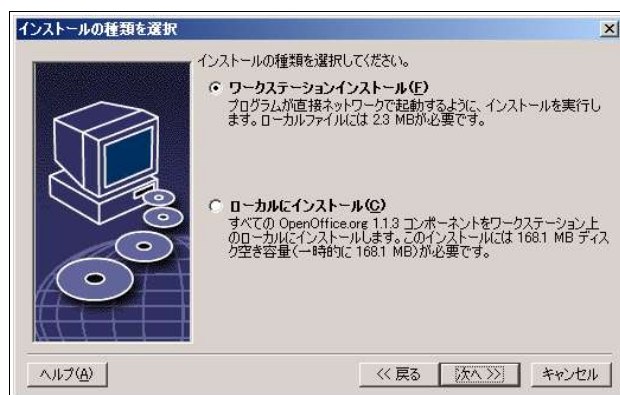 インストールの種類を選択
インストールの種類を選択してください。
ワークステーションインストール(F)
プログラムが直接ネットワークで起動するように、インストールを実行し
ます。ローカルファイルには 2.3 MBが必要です。
ローカルにインストール(C)
すべての OpenOffice.org 1.1.3 コンポーネントをワークステーション上
のローカルにインストールします。このインストールには 168.1 MB ディス
ク空き容量(一時的に 168.1 MB)が必要です。
ヘルプ(A)
<< 戻る
次へ >>
キャンセル